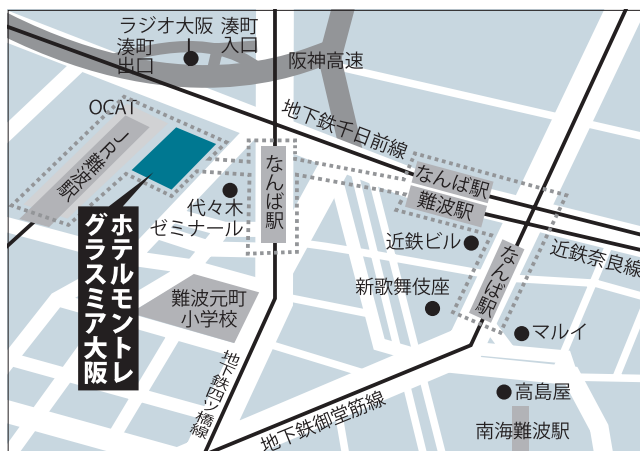 ラジオ大阪
湊町
入口
湊町
出口
阪神高速
OCAT
地下鉄千日前線
JR難波駅
なんば駅
なんば駅
難波駅
代々木
ゼミナール
近鉄ビル
近鉄奈良線
なんば駅
ホテルモントレ
グラスミア大阪
難波元町
小学校
新歌舞伎座
マルイ
地下鉄四ツ橋線
高島屋
地下鉄御堂筋線
南海難波駅